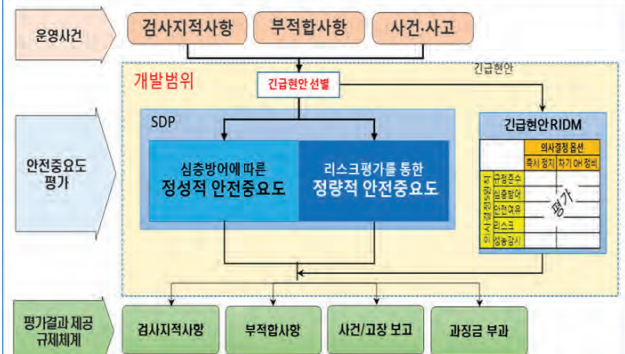 운영사건
검사지적사항
부적합사항
사건·사고
긴급현안
개발범위
긴급현안 선별
SDP
심층방어에 따른
정성적 안전중요도
리스크평가를 통한
정량적 안전중요도
긴급현안 RIDM
의사결정 옵션
즉시 정지
차기 OH 정비
의사결정5원칙
규정준수
심층방어
안전여유
리스크
성능감시
평가
안전중요도
평가
평가결과 제공
규제체계
검사지적사항
부적합사항
사건/고장 보고
과징금 부과